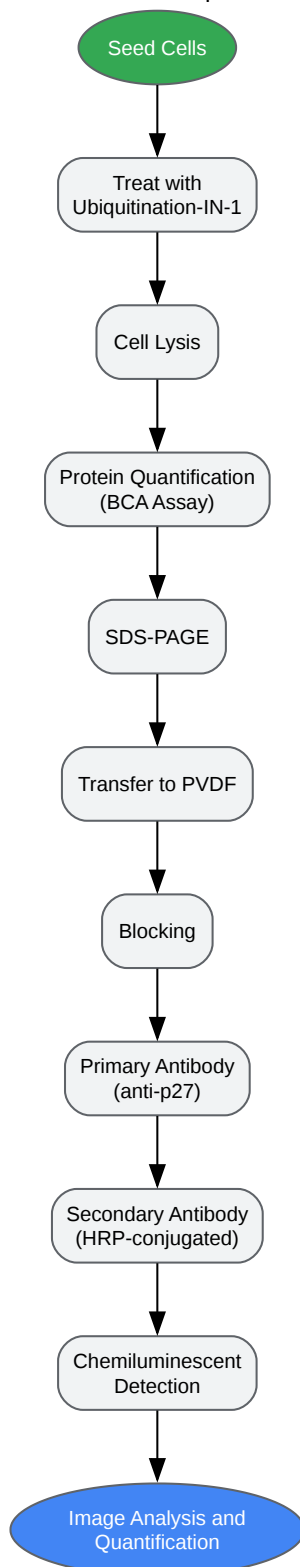 Seed Cells
Treat with
Ubiquitination-IN-1
Cell Lysis
Protein Quantification
(BCA Assay)
SDS-PAGE
Transfer to PVDF
Blocking
Primary Antibody
(anti-p27)
Secondary Antibody
(HRP-conjugated)
Chemiluminescent
Detection
Image Analysis and
Quantification